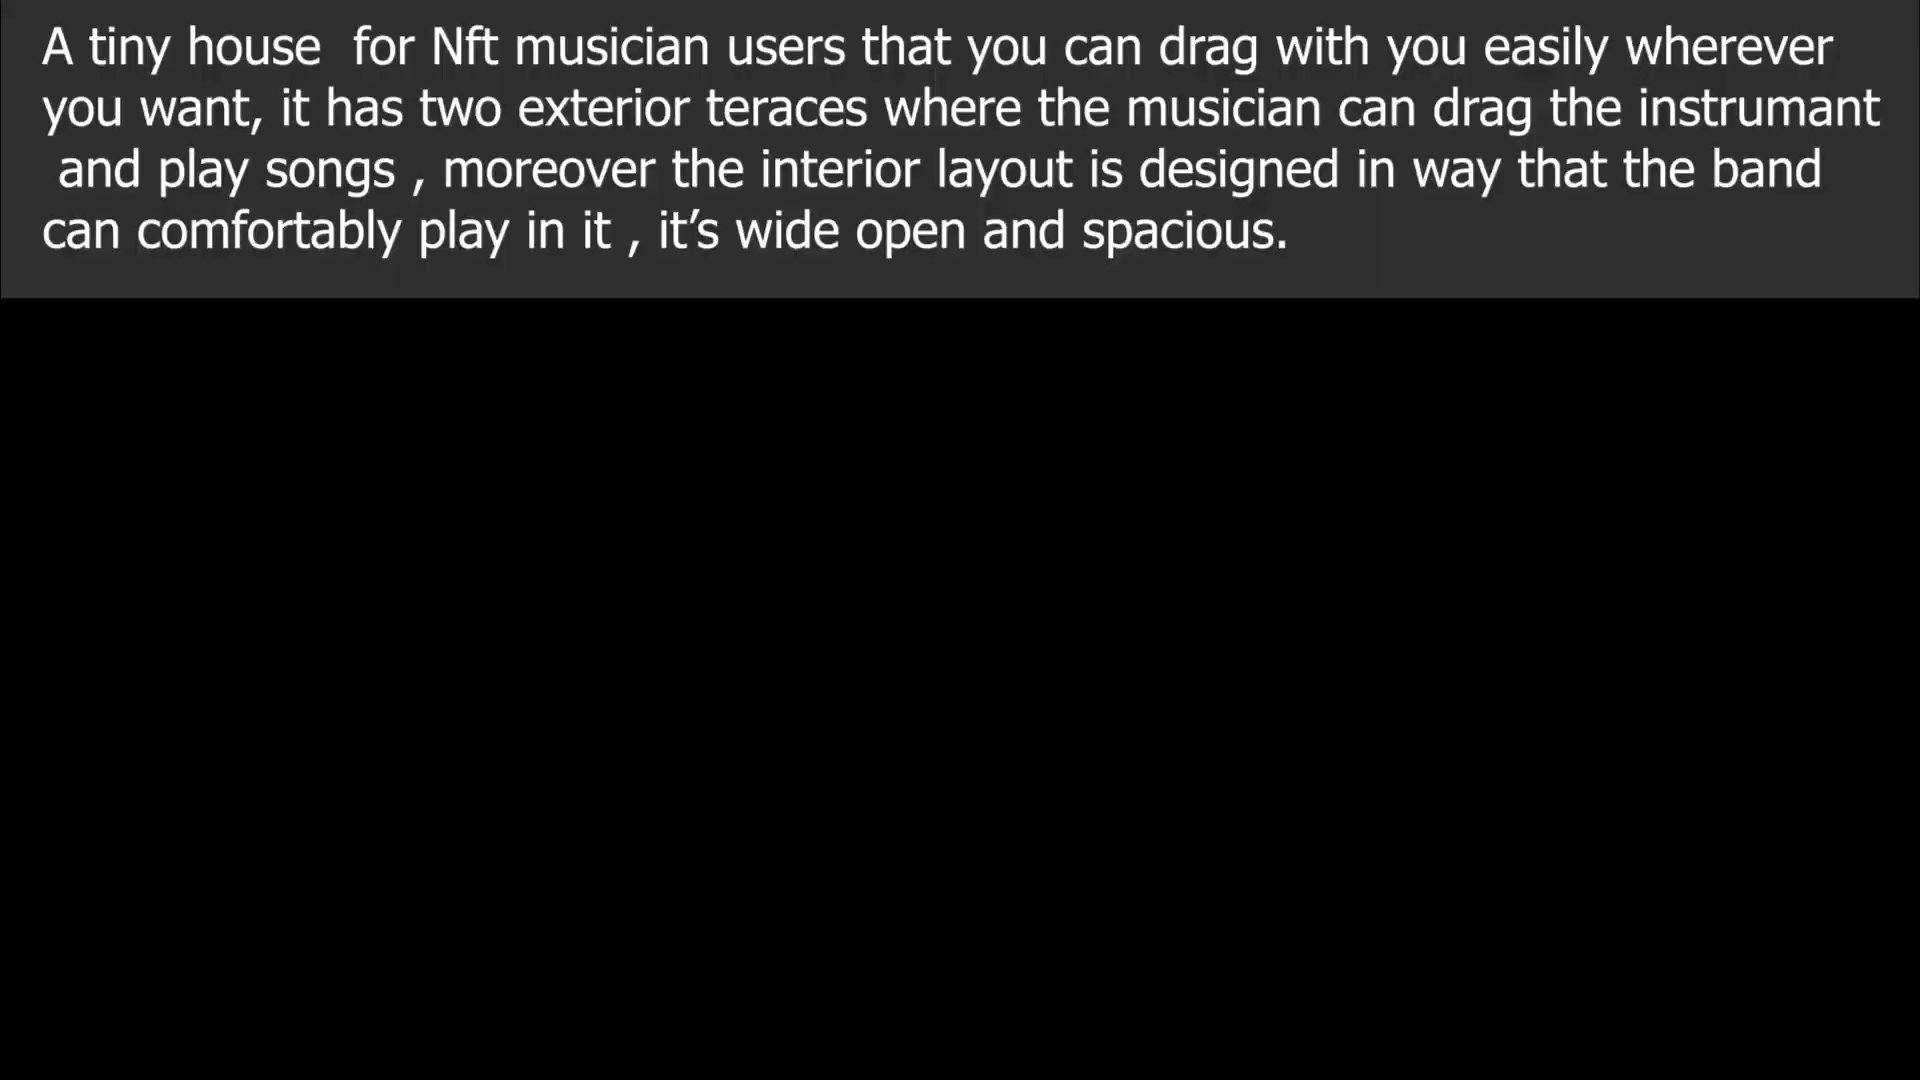 A tiny house  for Nft musician users that you can drag with you easily wherever
you want, it has two exterior teraces where the musician can drag the instrumant
and play songs , moreover the interior layout is designed in way that the band
can comfortably play in it , it’s wide open and spacious.